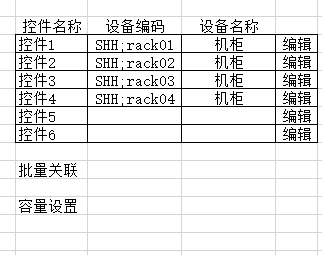 控件名称 设备编码 设备名称
控件1 SHH;rack01 机柜 编辑
控件2 SHH;rack02 机柜 编辑
控件3 SHH;rack03 机柜 编辑
控件4 SHH;rack04 机柜 编辑
控件5 编辑
控件6 编辑
批量关联
容量设置